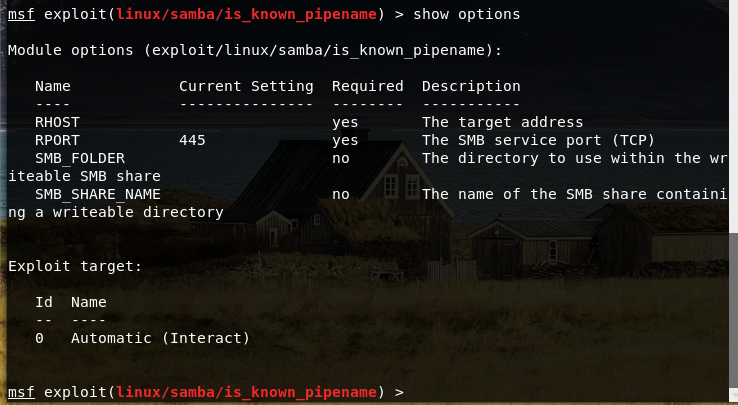 msf exploit(linux/samba/is_known_pipename) > show options
Module options (exploit/linux/samba/is_known_pipename):
Name Current Setting Required Description
---- --------------- -------- -----------
RHOST yes The target address
RPORT 445 yes The SMB service port (TCP)
SMB_FOLDER no The directory to use within the wr
iteable SMB share
SMB_SHARE_NAME no The name of the SMB share containi
ng a writeable directory
Exploit target:
Id Name
-- ----
0 Automatic (Interact)
msf exploit(linux/samba/is_known_pipename) >